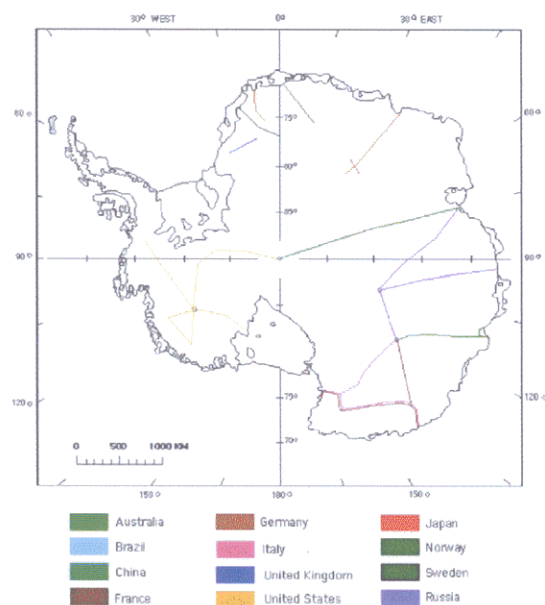 30° WEST 0° 30° EAST
60° 60°
75°
80°
85°
90° 90°
120° 75° 120°
70°
0 500 1000 KM
150° 180° 150°
Australia Germany Japan
Brazil Italy Norway
China United Kingdom Sweden
France United States Russia